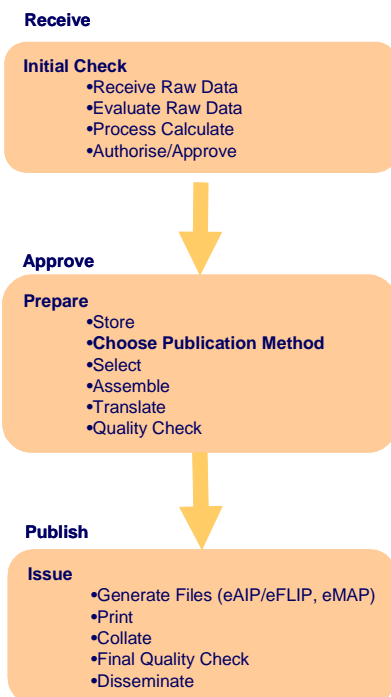 Receive
Initial Check
•Receive Raw Data
•Evaluate Raw Data
•Process Calculate
•Authorise/Approve
Approve
Prepare
•Store
•Choose Publication Method
•Select
•Assemble
•Translate
•Quality Check
Publish
Issue
•Generate Files (eAIP/eFLIP, eMAP)
•Print
•Collate
•Final Quality Check
•Disseminate